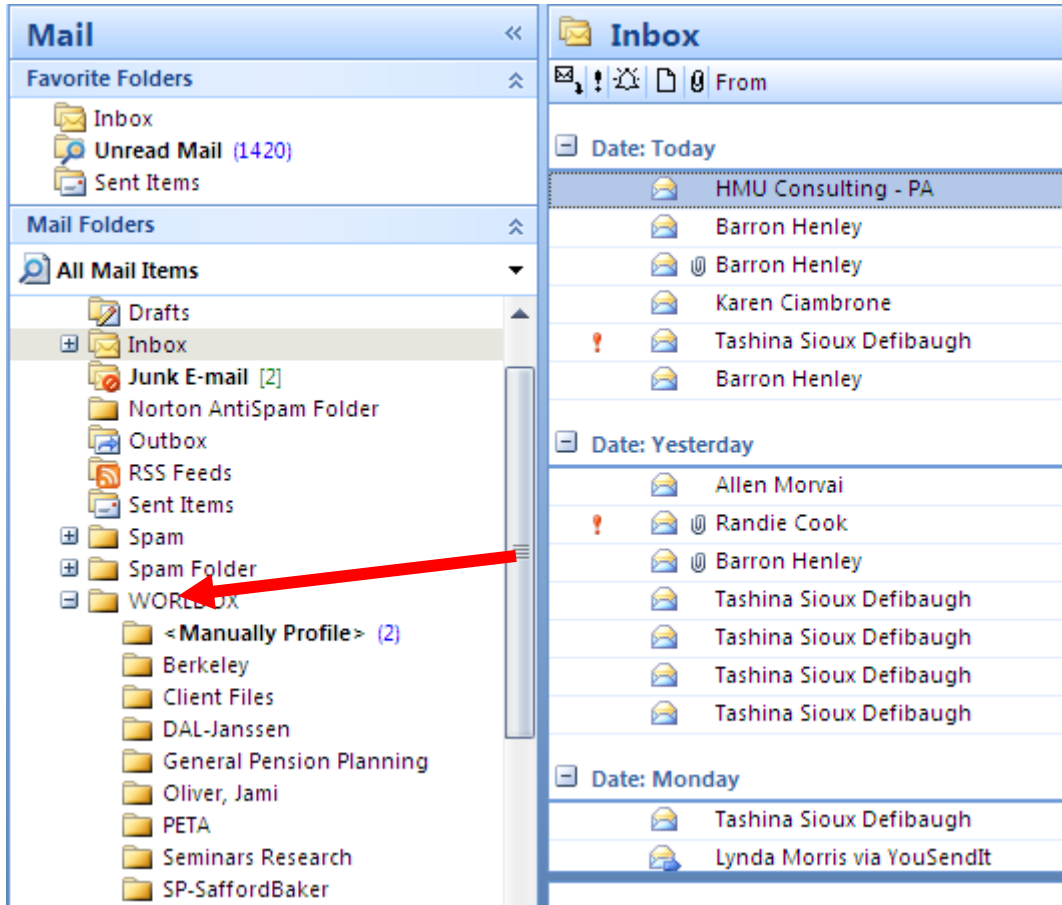 Mail «
Favorite Folders
Inbox
Unread Mail (1420)
Sent Items
Mail Folders
All Mail Items
Drafts
Inbox
Junk E-mail [2]
Norton AntiSpam Folder
Outbox
RSS Feeds
Sent Items
Spam
Spam Folder
WORLDOX
<Manually Profile> (2)
Berkeley
Client Files
DAL-Janssen
General Pension Planning
Oliver, Jami
PETA
Seminars Research
SP-SaffordBaker
Inbox
! From
Date: Today
HMU Consulting - PA
Barron Henley
Barron Henley
Karen Ciambrone
Tashina Sioux Defibaugh
Barron Henley
Date: Yesterday
Allen Morvai
Randie Cook
Barron Henley
Tashina Sioux Defibaugh
Tashina Sioux Defibaugh
Tashina Sioux Defibaugh
Tashina Sioux Defibaugh
Date: Monday
Tashina Sioux Defibaugh
Lynda Morris via YouSendIt